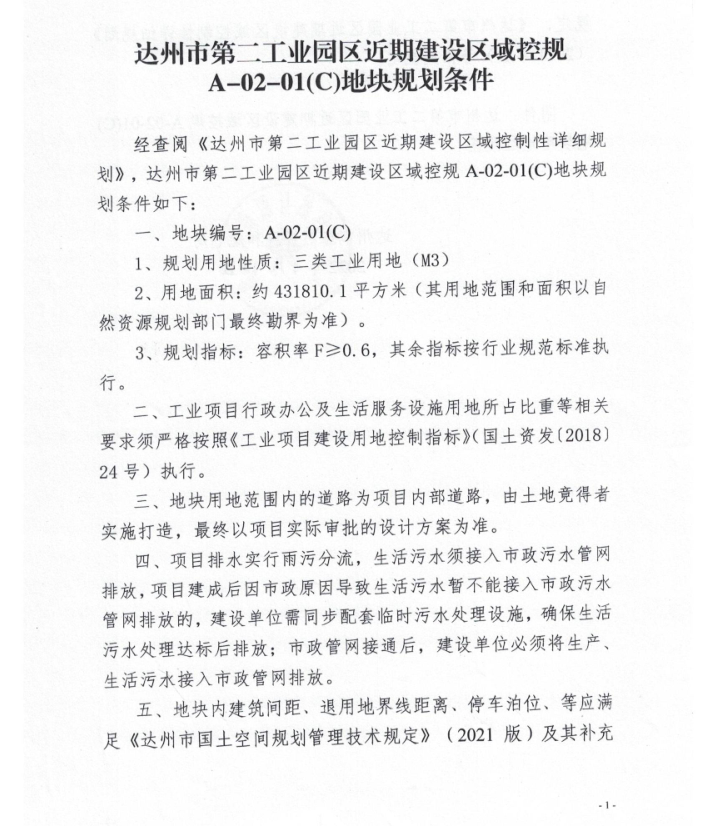 达州市第二工业园区近期建设区域控规
A-02-01(C)地块规划条件
经查阅《达州市第二工业园区近期建设区域控制性详细规
划》，达州市第二工业园区近期建设区域控规 A-02-01(C)地块规
划条件如下：
一、地块编号：A-02-01(C)
1、规划用地性质：三类工业用地（M3）
2、用地面积：约 431810.1 平方米（其用地范围和面积以自
然资源规划部门最终勘界为准）。
3、规划指标：容积率 F≥0.6，其余指标按行业规范标准执
行。
二、工业项目行政办公及生活服务设施用地所占比重等相关
要求须严格按照《工业项目建设用地控制指标》（国土资发〔2018〕
24 号）执行。
三、地块用地范围内的道路为项目内部道路，由土地竞得者
实施打造，最终以项目实际审批的设计方案为准。
四、项目排水实行雨污分流，生活污水须接入市政污水管网
排放，项目建成后因市政原因导致生活污水暂不能接入市政污水
管网排放的，建设单位需同步配套临时污水处理设施，确保生活
污水处理达标后排放；市政管网接通后，建设单位必须将生产、
生活污水接入市政管网排放。
五、地块内建筑间距、退用地界线距离、停车泊位、等应满
足《达州市国土空间规划管理技术规定》（2021 版）及其补充
- 1 -